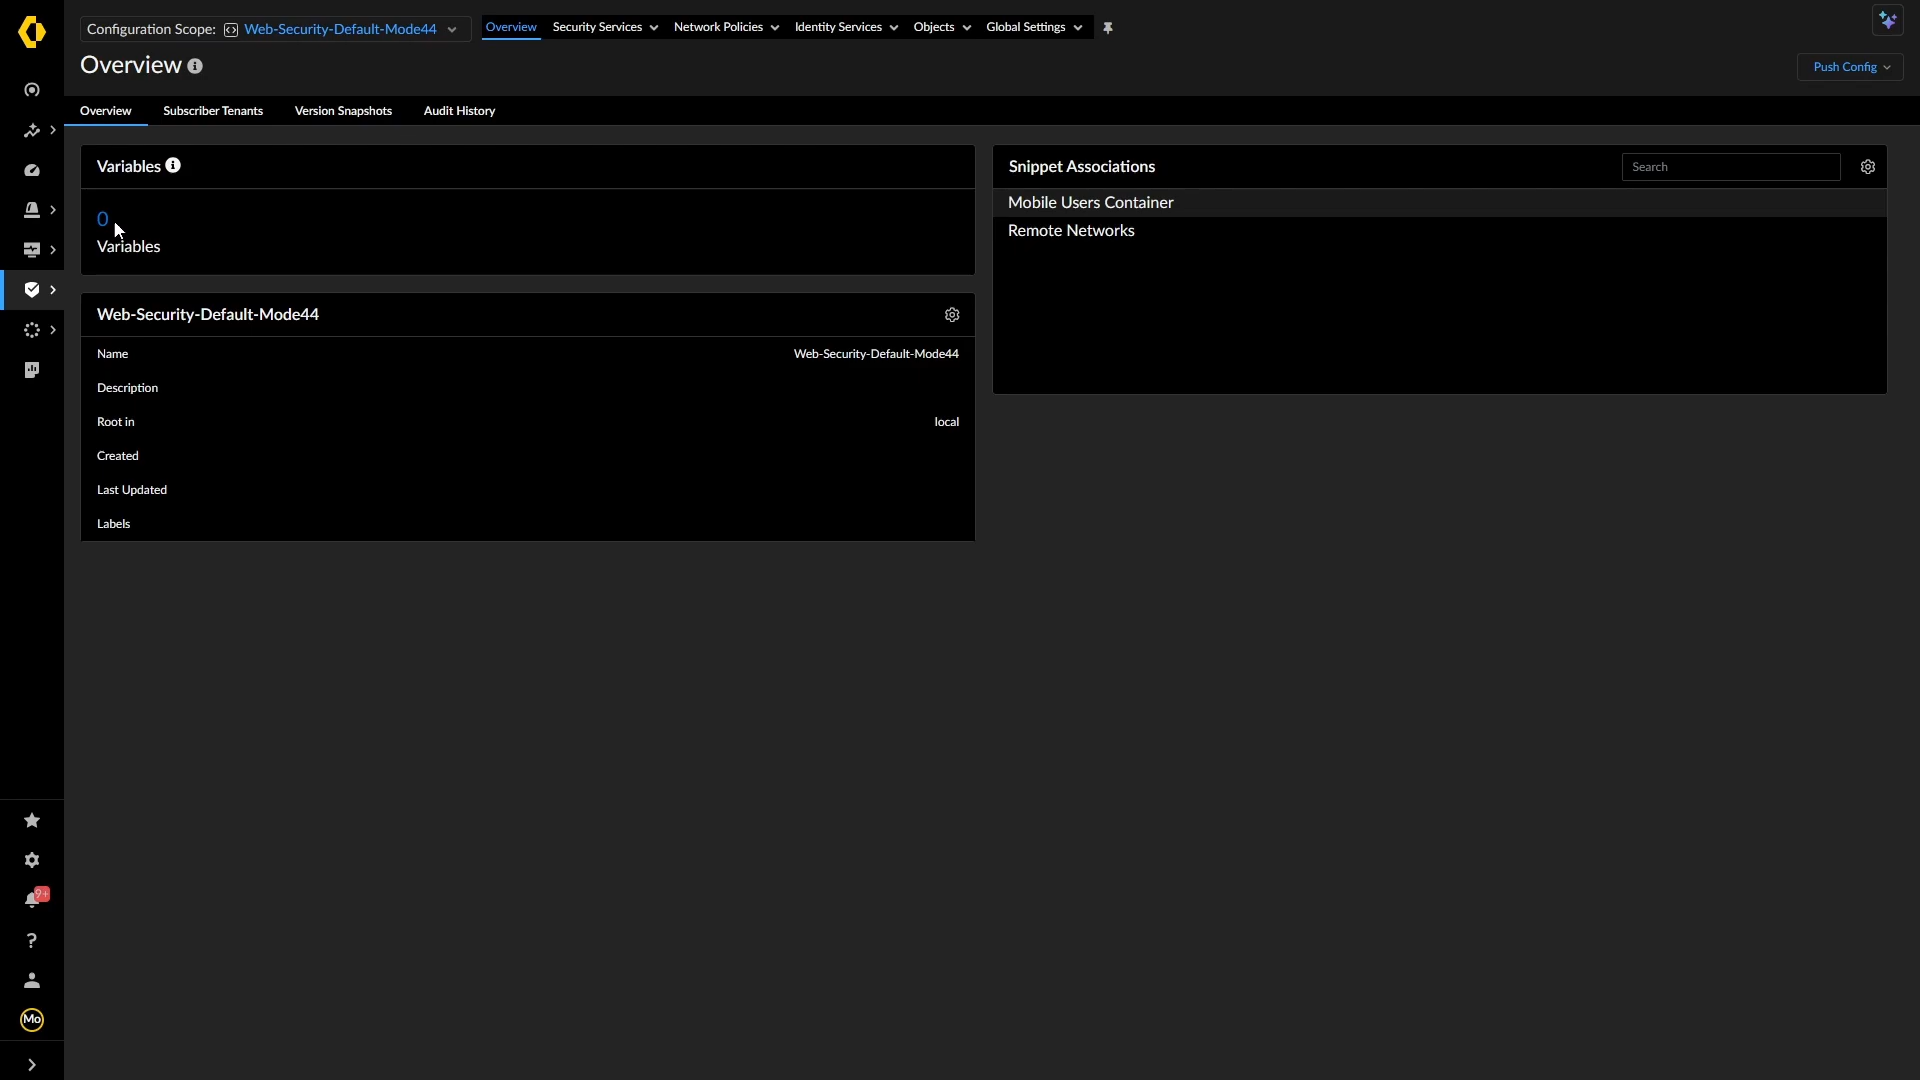 Configuration Scope: Web-Security-Default-Mode44
Overview Security Services Network Policies Identity Services Objects Global Settings
Overview
Push Config
Overview Subscriber Tenants Version Snapshots Audit History
Variables
0
Variables
Snippet Associations
Search
Mobile Users Container
Remote Networks
Web-Security-Default-Mode44
Name Web-Security-Default-Mode44
Description
Root in local
Created
Last Updated
Labels
9+
?
Mo